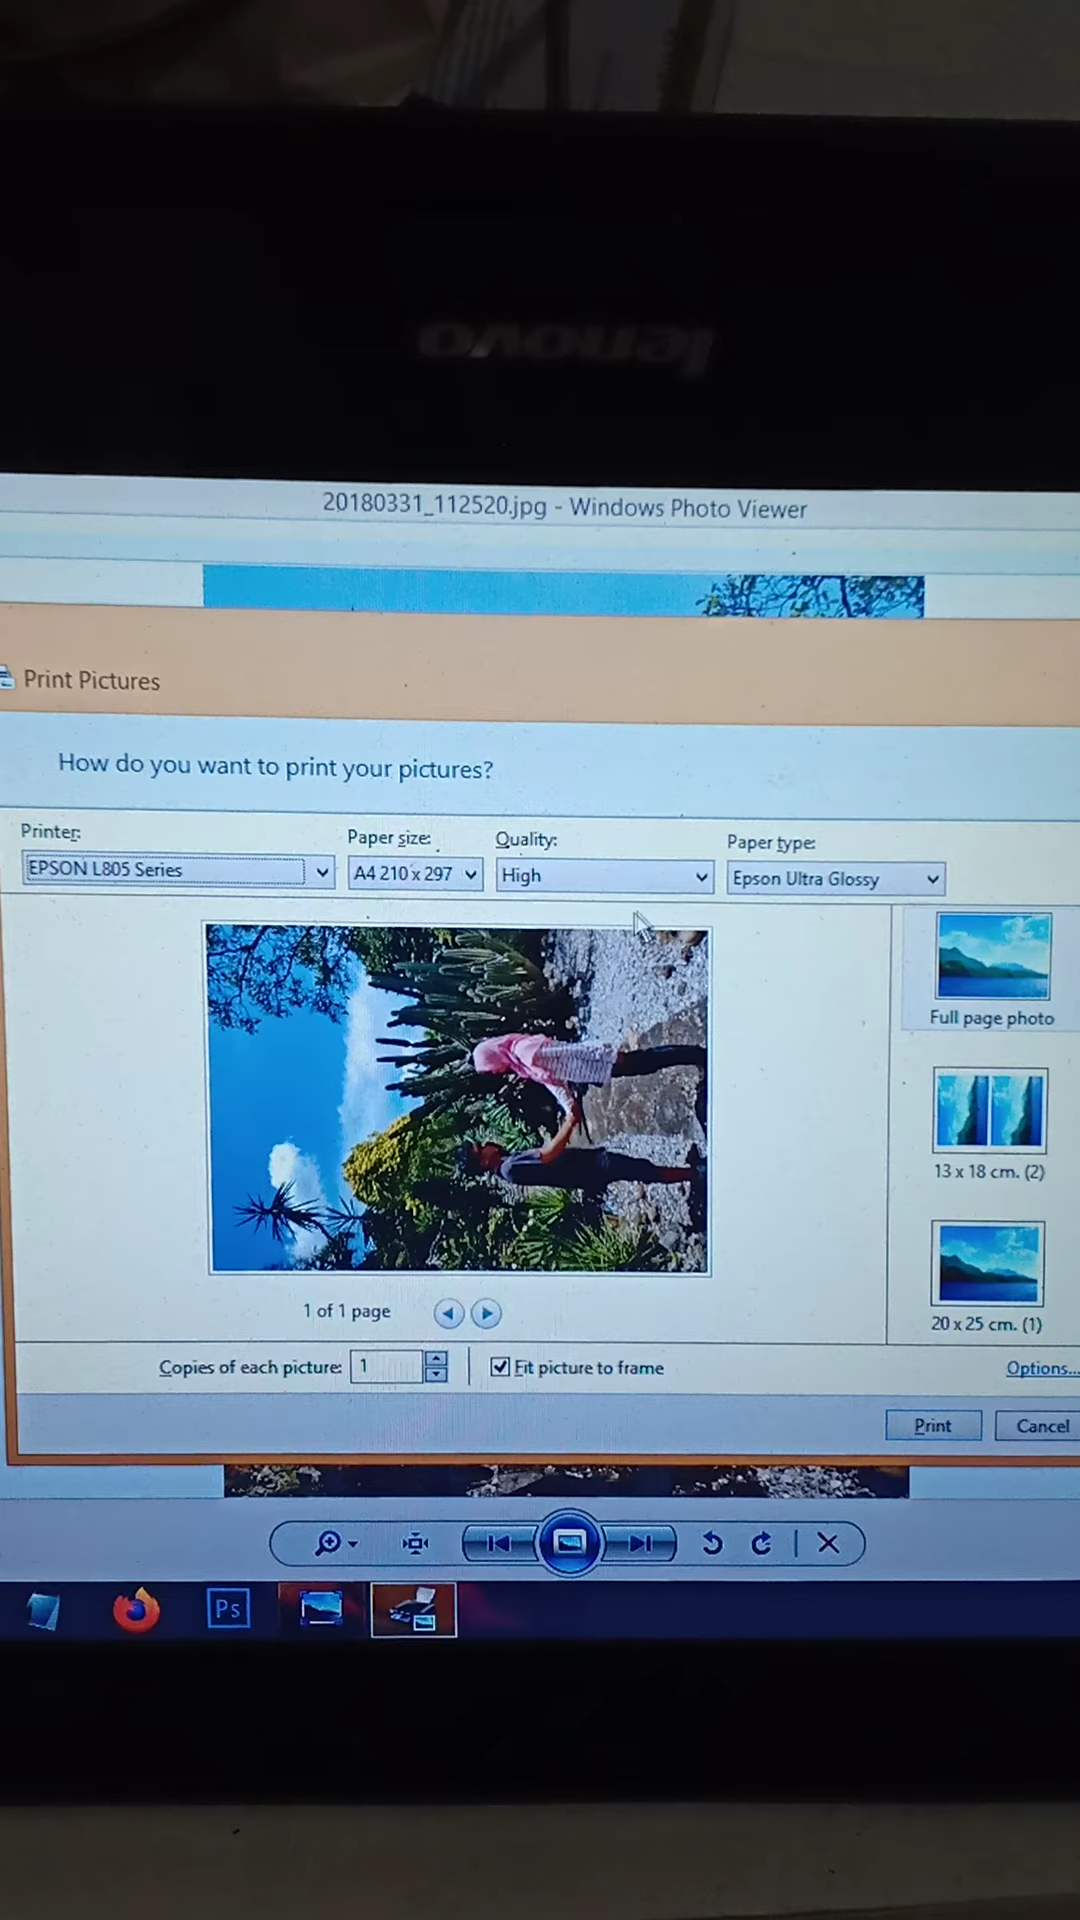 lenovo
20180331_112520.jpg - Windows Photo Viewer
Print Pictures
How do you want to print your pictures?
Printer:
Paper size:
Quality:
Paper type:
EPSON L805 Series
A4 210 x 297
High
Epson Ultra Glossy
Full page photo
13 x 18 cm. (2)
20 x 25 cm. (1)
1 of 1 page
Copies of each picture:
1
Fit picture to frame
Options...
Print
Cancel
Ps